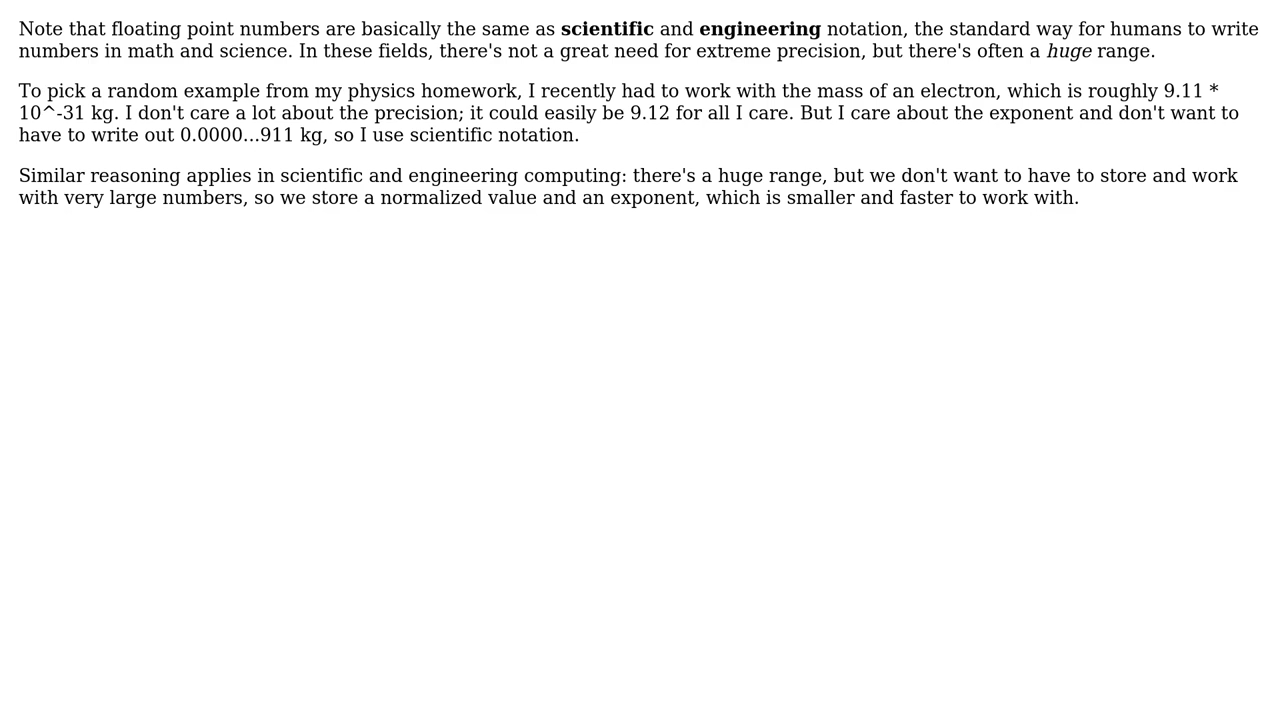 Note that floating point numbers are basically the same as scientific and engineering notation, the standard way for humans to write
numbers in math and science. In these fields, there's not a great need for extreme precision, but there's often a huge range.
To pick a random example from my physics homework, I recently had to work with the mass of an electron, which is roughly 9.11 *
10^-31 kg. I don't care a lot about the precision; it could easily be 9.12 for all I care. But I care about the exponent and don't want to
have to write out 0.0000...911 kg, so I use scientific notation.
Similar reasoning applies in scientific and engineering computing: there's a huge range, but we don't want to have to store and work
with very large numbers, so we store a normalized value and an exponent, which is smaller and faster to work with.